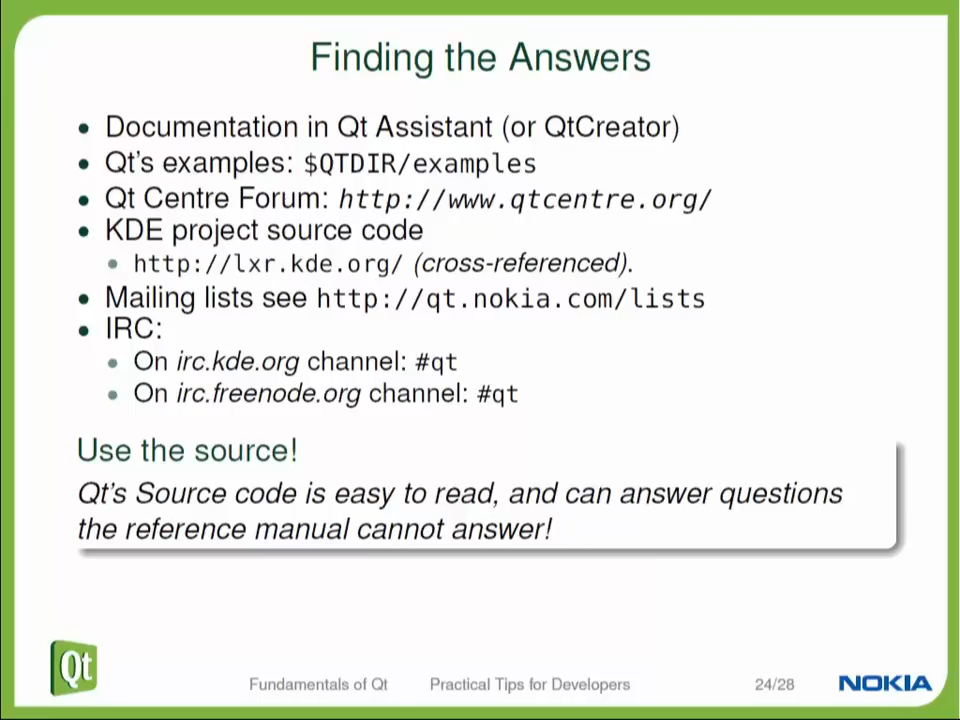 Finding the Answers
• Documentation in Qt Assistant (or QtCreator)
• Qt's examples: $QTDIR/examples
• Qt Centre Forum: http://www.qtcentre.org/
• KDE project source code
• http://lxr.kde.org/ (cross-referenced).
• Mailing lists see http://qt.nokia.com/lists
• IRC:
• On irc.kde.org channel: #qt
• On irc.freenode.org channel: #qt
Use the source!
Qt's Source code is easy to read, and can answer questions
the reference manual cannot answer!
Qt
Fundamentals of Qt Practical Tips for Developers 24/28 NOKIA